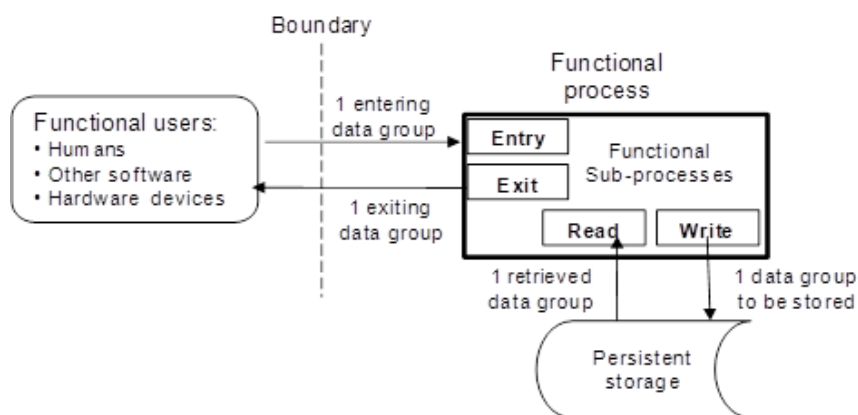 Boundary
Functional
process
1 entering
data group
Functional users:
• Humans
• Other software
• Hardware devices
Entry
Functional
Sub-processes
Exit
1 exiting
data group
Read
Write
1 retrieved
data group
1 data group
to be stored
Persistent
storage